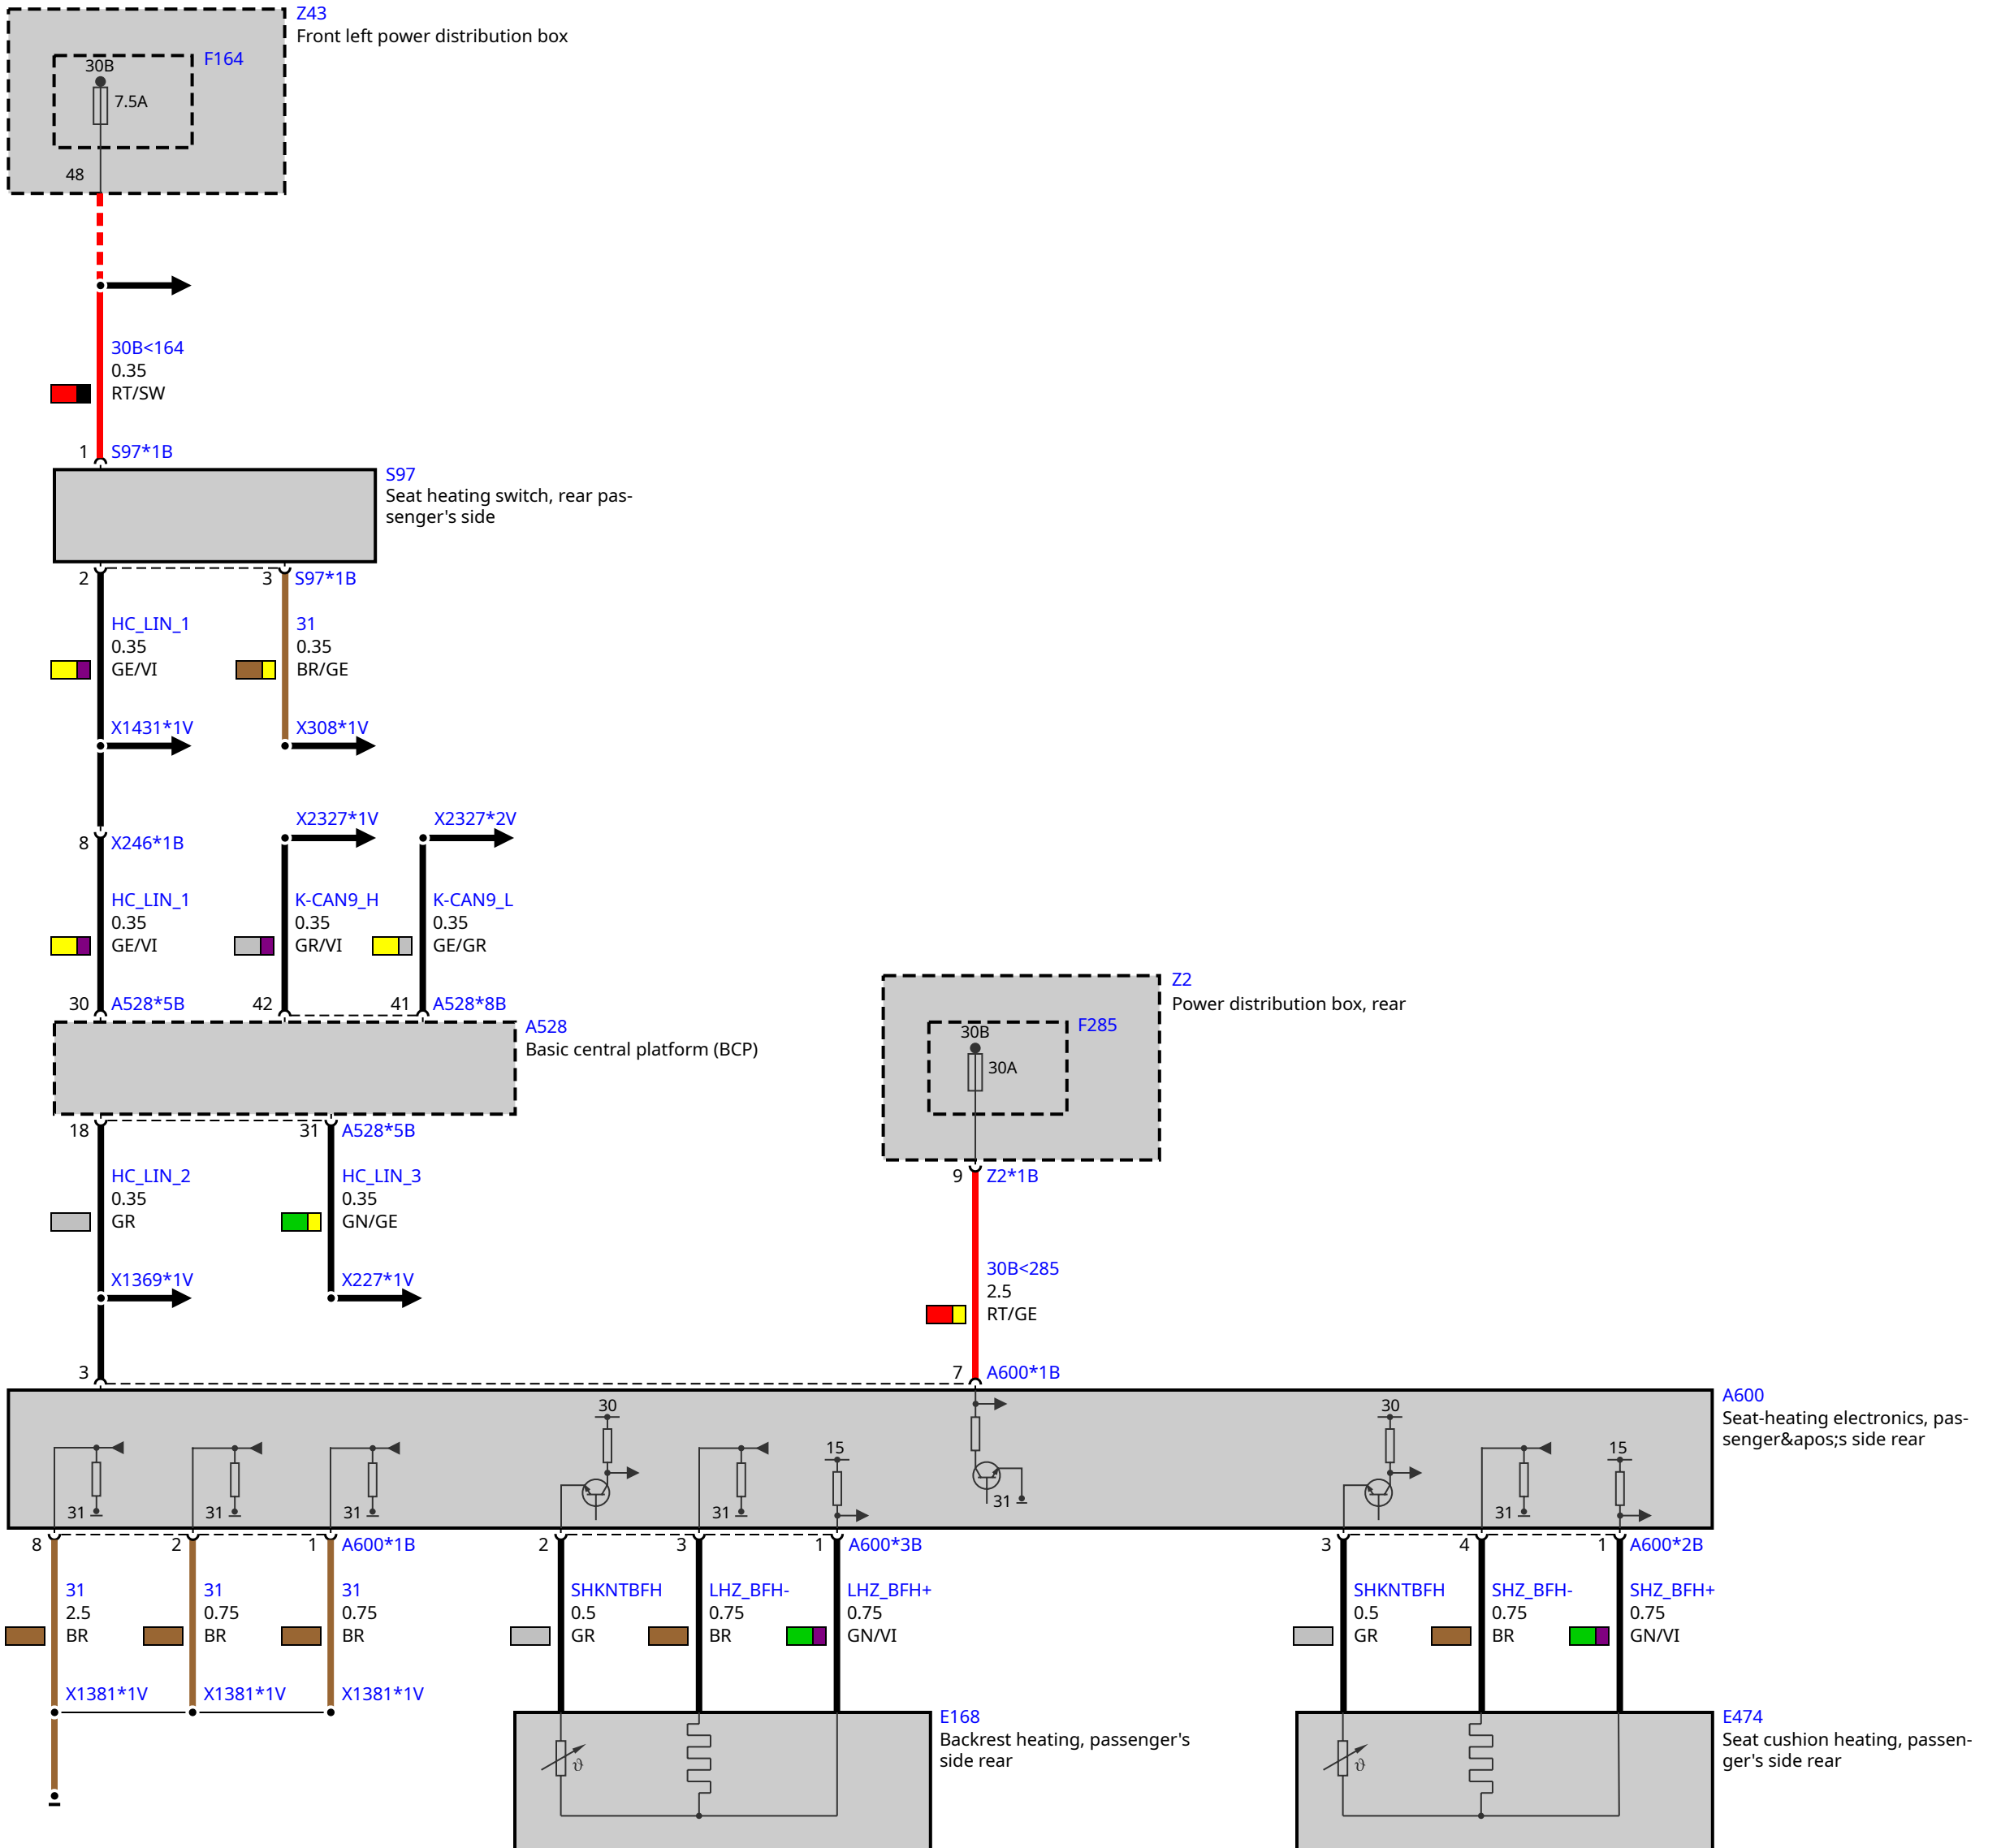 Z43
Front left power distribution box
F164
30B
7.5A
48
30B<164
0.35
RT/SW
1 S97*1B
S97
Seat heating switch, rear pas-
senger's side
2 3 S97*1B
HC_LIN_1 31
0.35 0.35
GE/VI BR/GE
X1431*1V X308*1V
X2327*1V X2327*2V
8 X246*1B
HC_LIN_1 K-CAN9_H K-CAN9_L
0.35 0.35 0.35
GE/VI GR/VI GE/GR
30 A528*5B 42 41 A528*8B
A528
Basic central platform (BCP)
Z2
Power distribution box, rear
F285
30B
30A
18 31 A528*5B
9 Z2*1B
HC_LIN_2 HC_LIN_3
0.35 0.35
GR GN/GE
X1369*1V X227*1V
30B<285
2.5
RT/GE
3 7 A600*1B
A600
Seat-heating electronics, pas-
senger&apos;s side rear
30 30
15 15
31 31 31 31 31 31
8 2 1 A600*1B 2 3 1 A600*3B 3 4 1 A600*2B
31 31 31 SHKNTBFH LHZ_BFH- LHZ_BFH+ SHKNTBFH SHZ_BFH- SHZ_BFH+
2.5 0.75 0.75 0.5 0.75 0.75 0.5 0.75 0.75
BR BR BR GR BR GN/VI GR BR GN/VI
X1381*1V X1381*1V X1381*1V
E168
Backrest heating, passenger's
side rear
ϑ
E474
Seat cushion heating, passen-
ger's side rear
ϑ